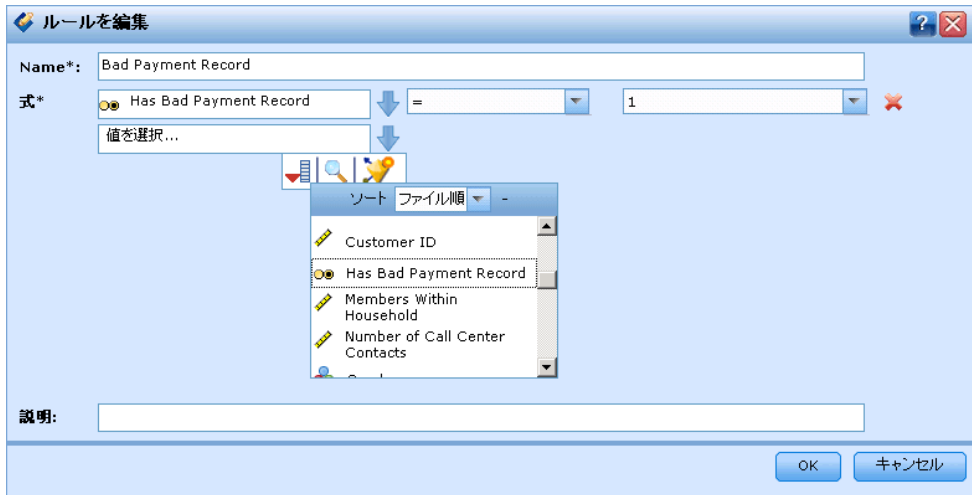 ルールを編集
?
Name*:
Bad Payment Record
式*
Has Bad Payment Record
=
1
値を選択...
ソート ファイル順 -
Customer ID
Has Bad Payment Record
Members Within
Household
Number of Call Center
Contacts
説明:
OK
キャンセル